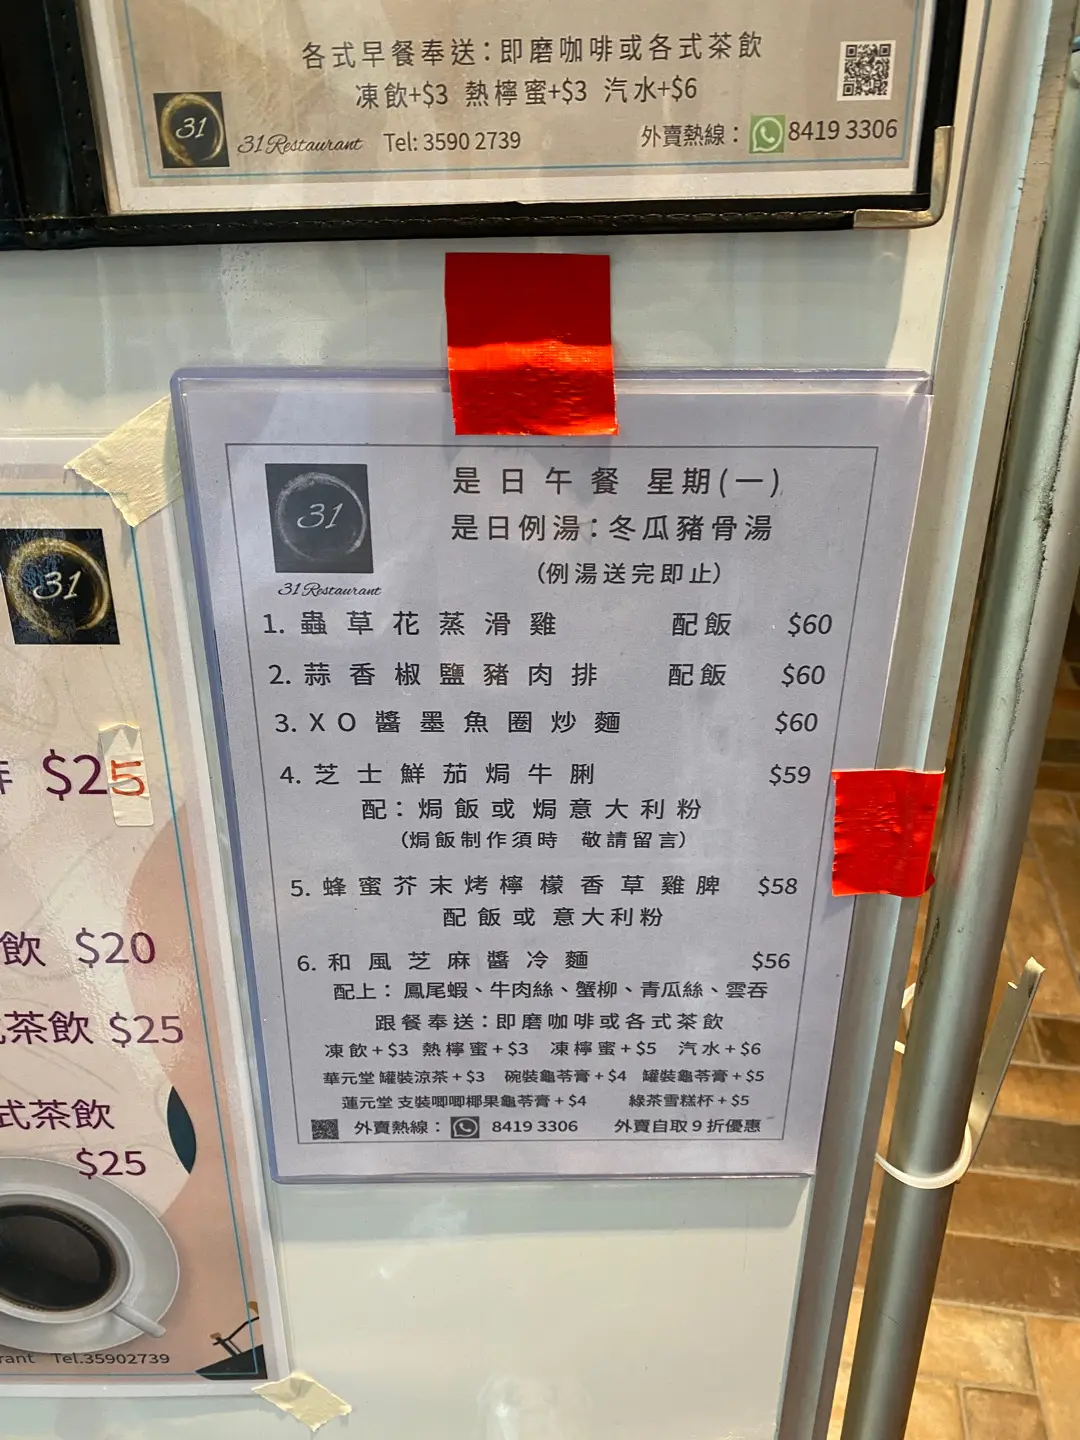 各式早餐奉送：即磨咖啡或各式茶飲
凍飲+$3 熱檸蜜+$3 汽水+$6
31
31 Restaurant Tel: 3590 2739 外賣熱線： 8419 3306
31
是日午餐 星期(一)
是日例湯：冬瓜豬骨湯
(例湯送完即止)
31 Restaurant
1. 蟲草花蒸滑雞 配飯 $60
2. 蒜香椒鹽豬肉排 配飯 $60
3. XO醬墨魚圈炒麵 $60
4. 芝士鮮茄焗牛脷 $59
配：焗飯或 焗意大利粉
(焗飯制作須時 敬請留言)
5. 蜂蜜芥末烤檸檬香草雞脾 $58
配飯或 意大利粉
6. 和風芝麻醬冷麵 $56
配上：鳳尾蝦、牛肉絲、蟹柳、青瓜絲、雲吞
跟餐奉送：即磨咖啡或各式茶飲
凍飲+$3 熱檸蜜+$3 凍檸蜜+$5 汽水+$6
華元堂 罐裝涼茶+$3 碗裝龜苓膏+$4 罐裝龜苓膏+$5
蓮元堂 支裝唧唧椰果龜苓膏+$4 綠茶雪糕杯+$5
外賣熱線： 8419 3306 外賣自取9折優惠
31
$25
飲 $20
茶飲 $25
式茶飲
$25
rant Tel.35902739